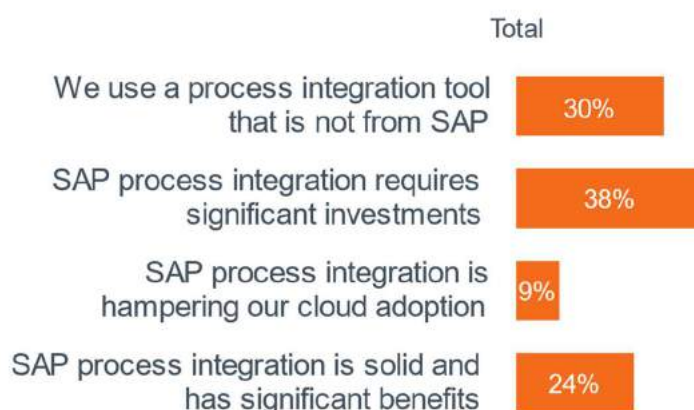 Total
We use a process integration tool
that is not from SAP
30%
SAP process integration requires
significant investments
38%
SAP process integration is
hampering our cloud adoption
9%
SAP process integration is solid and
has significant benefits
24%